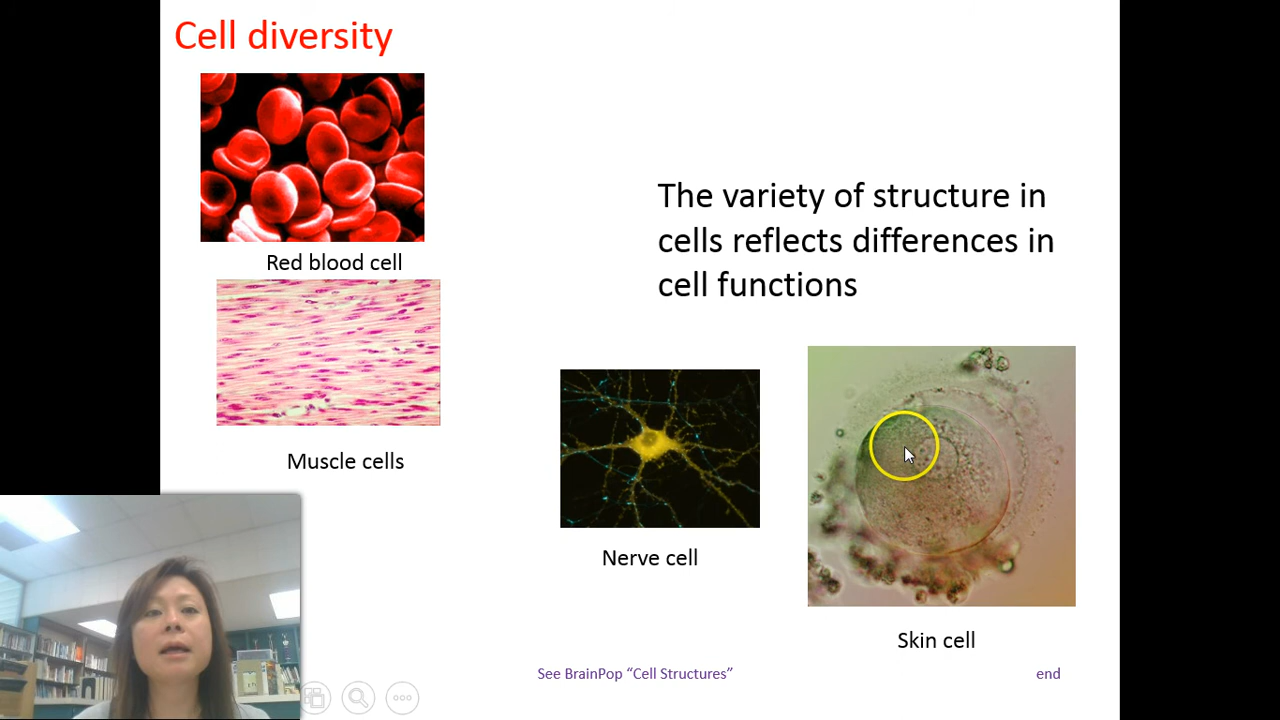 Cell diversity
Red blood cell
The variety of structure in
cells reflects differences in
cell functions
Muscle cells
Nerve cell
Skin cell
See BrainPop “Cell Structures”
end